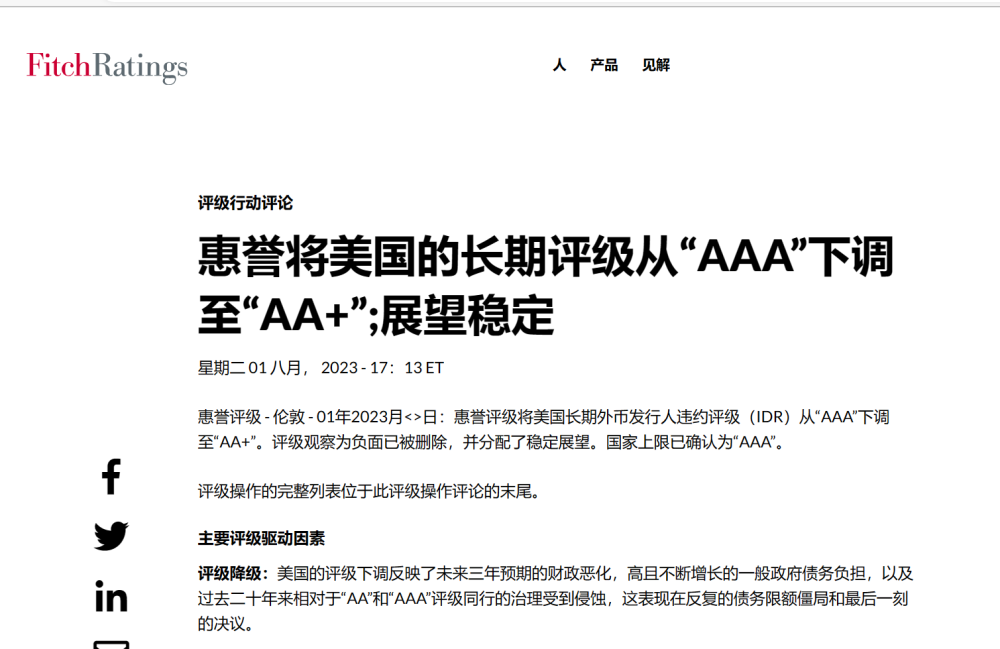 FitchRatings
人 产品 见解
评级行动评论
惠誉将美国的长期评级从“AAA”下调
至“AA+”;展望稳定
星期二 01 八月， 2023 - 17：13 ET
惠誉评级 - 伦敦 - 01年2023月<>日：惠誉评级将美国长期外币发行人违约评级（IDR）从“AAA”下调
至“AA+”。评级观察为负面已被删除，并分配了稳定展望。国家上限已确认为“AAA”。
评级操作的完整列表位于此评级操作评论的末尾。
主要评级驱动因素
评级降级：美国的评级下调反映了未来三年预期的财政恶化，高且不断增长的一般政府债务负担，以及
过去二十年来相对于“AA”和“AAA”评级同行的治理受到侵蚀，这表现在反复的债务限额僵局和最后一刻
的决议。